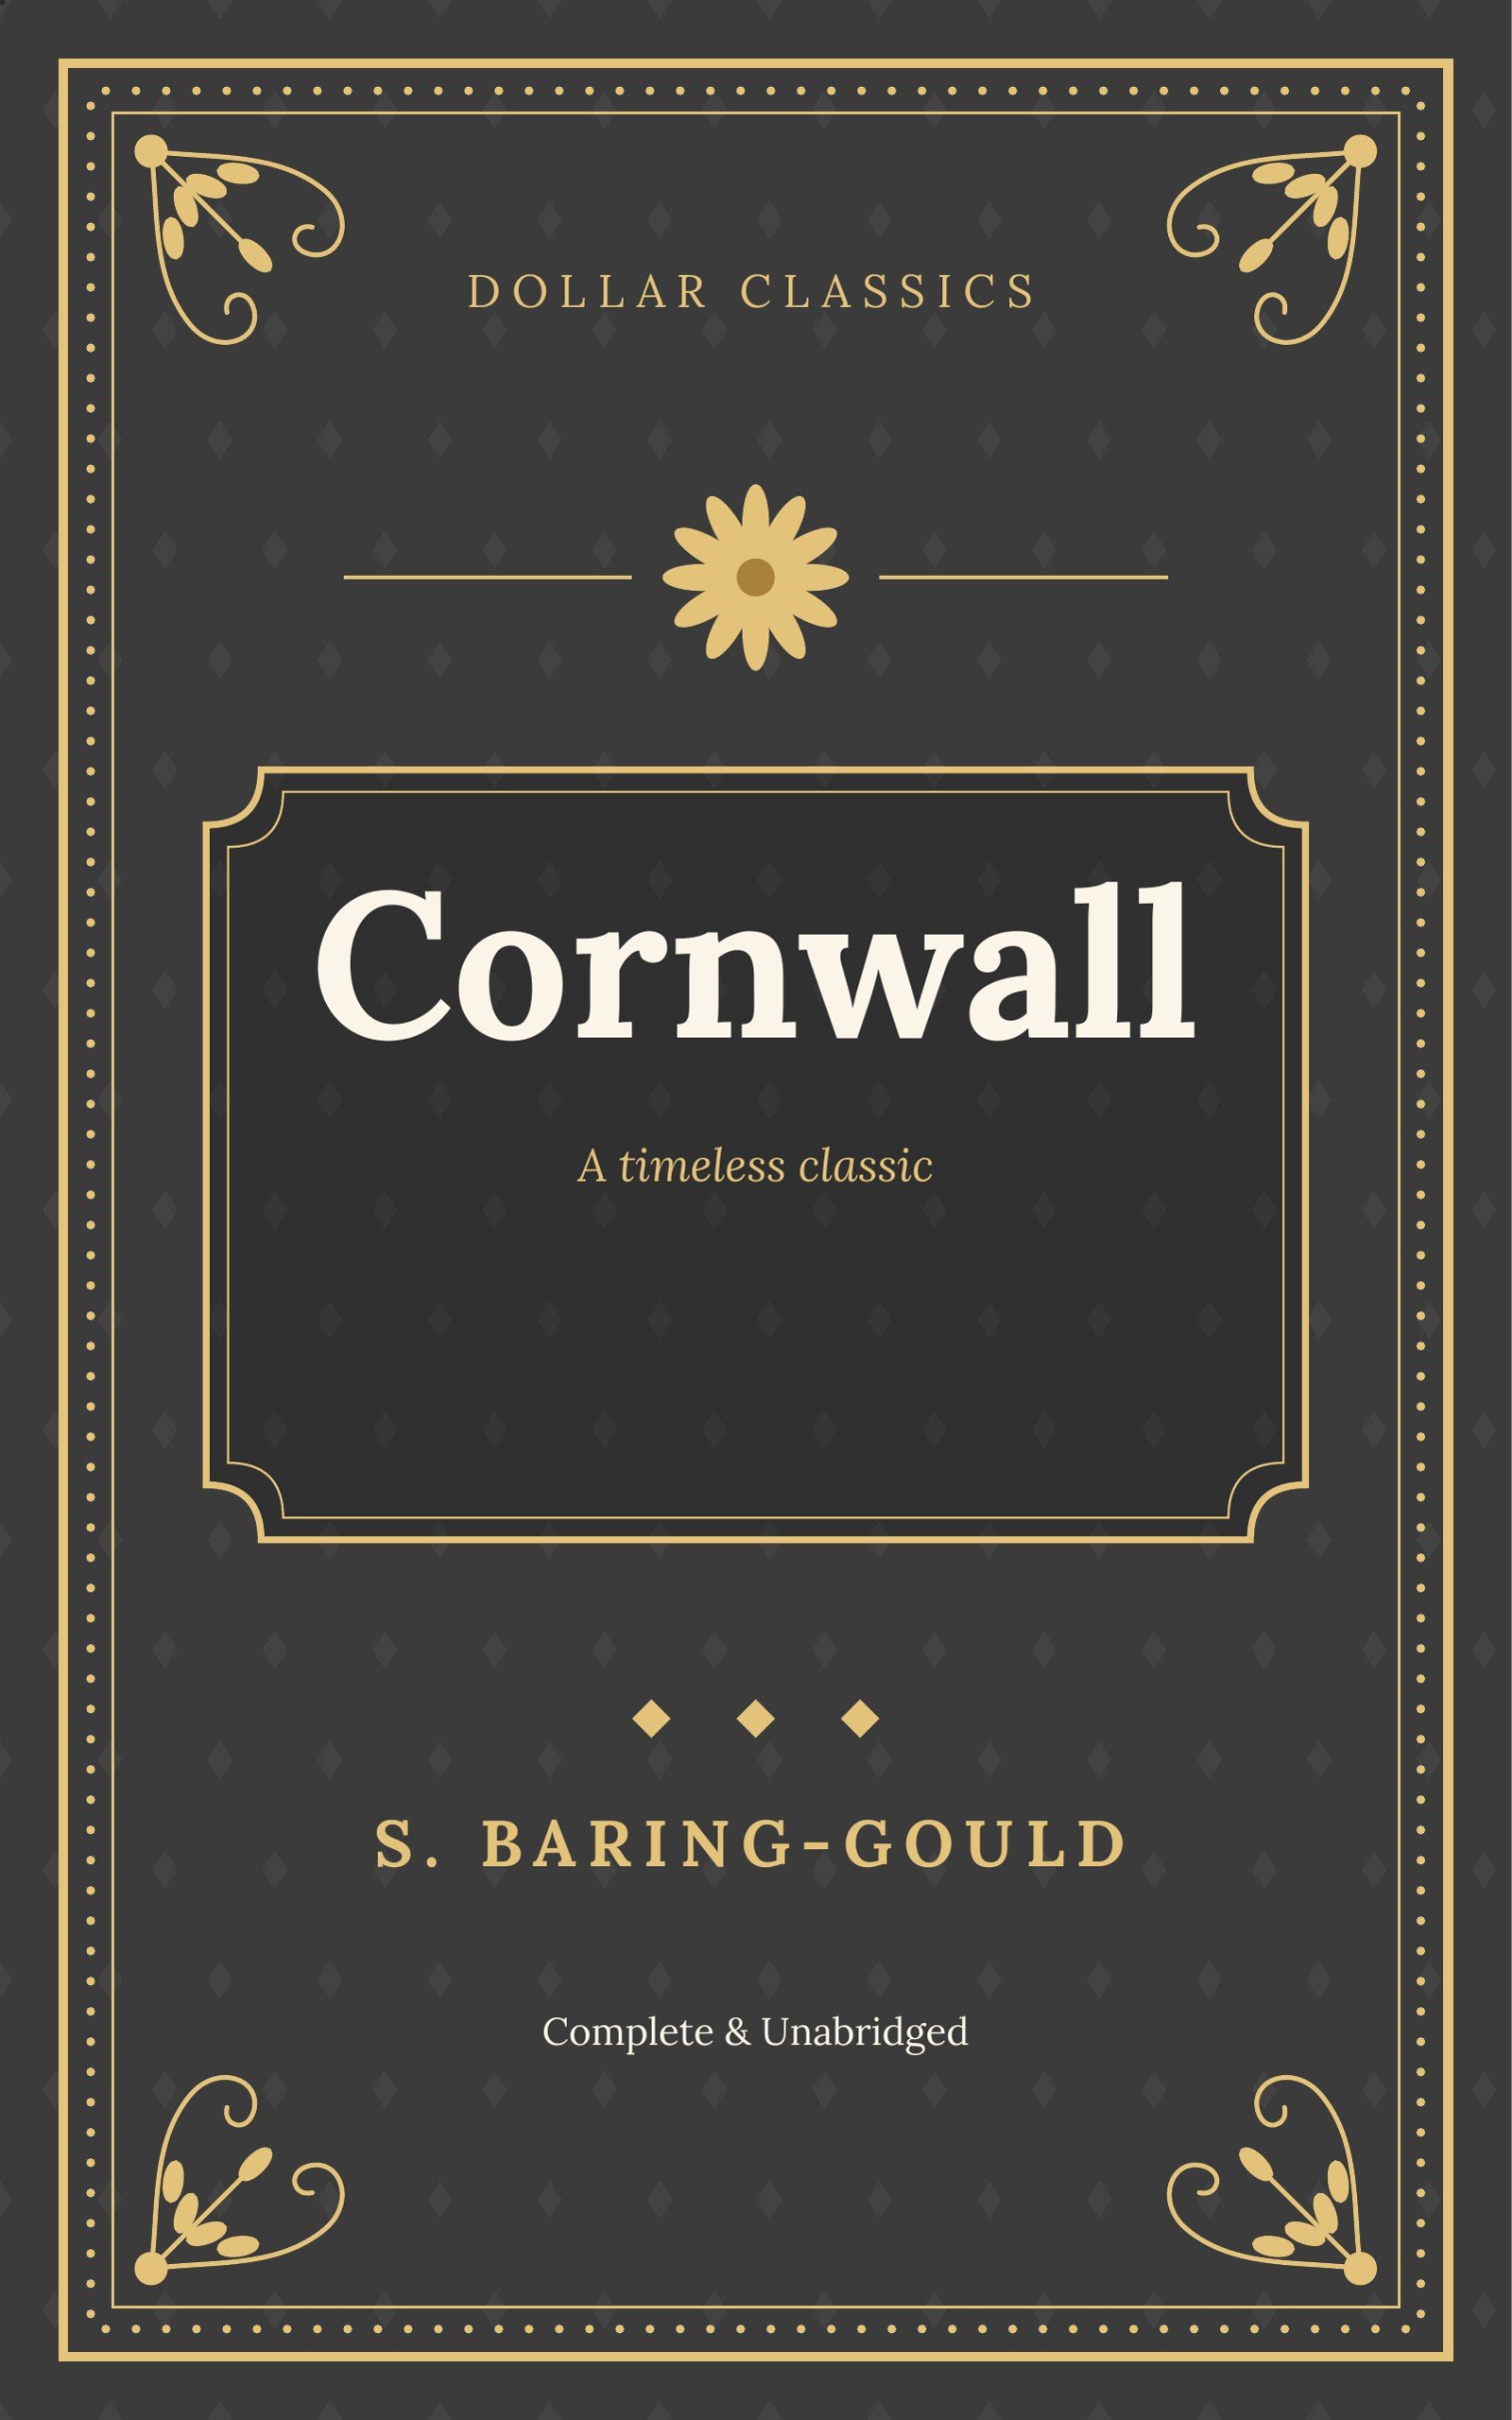 DOLLAR CLASSICS
Cornwall
A timeless classic
S. BARING-GOULD
Complete & Unabridged